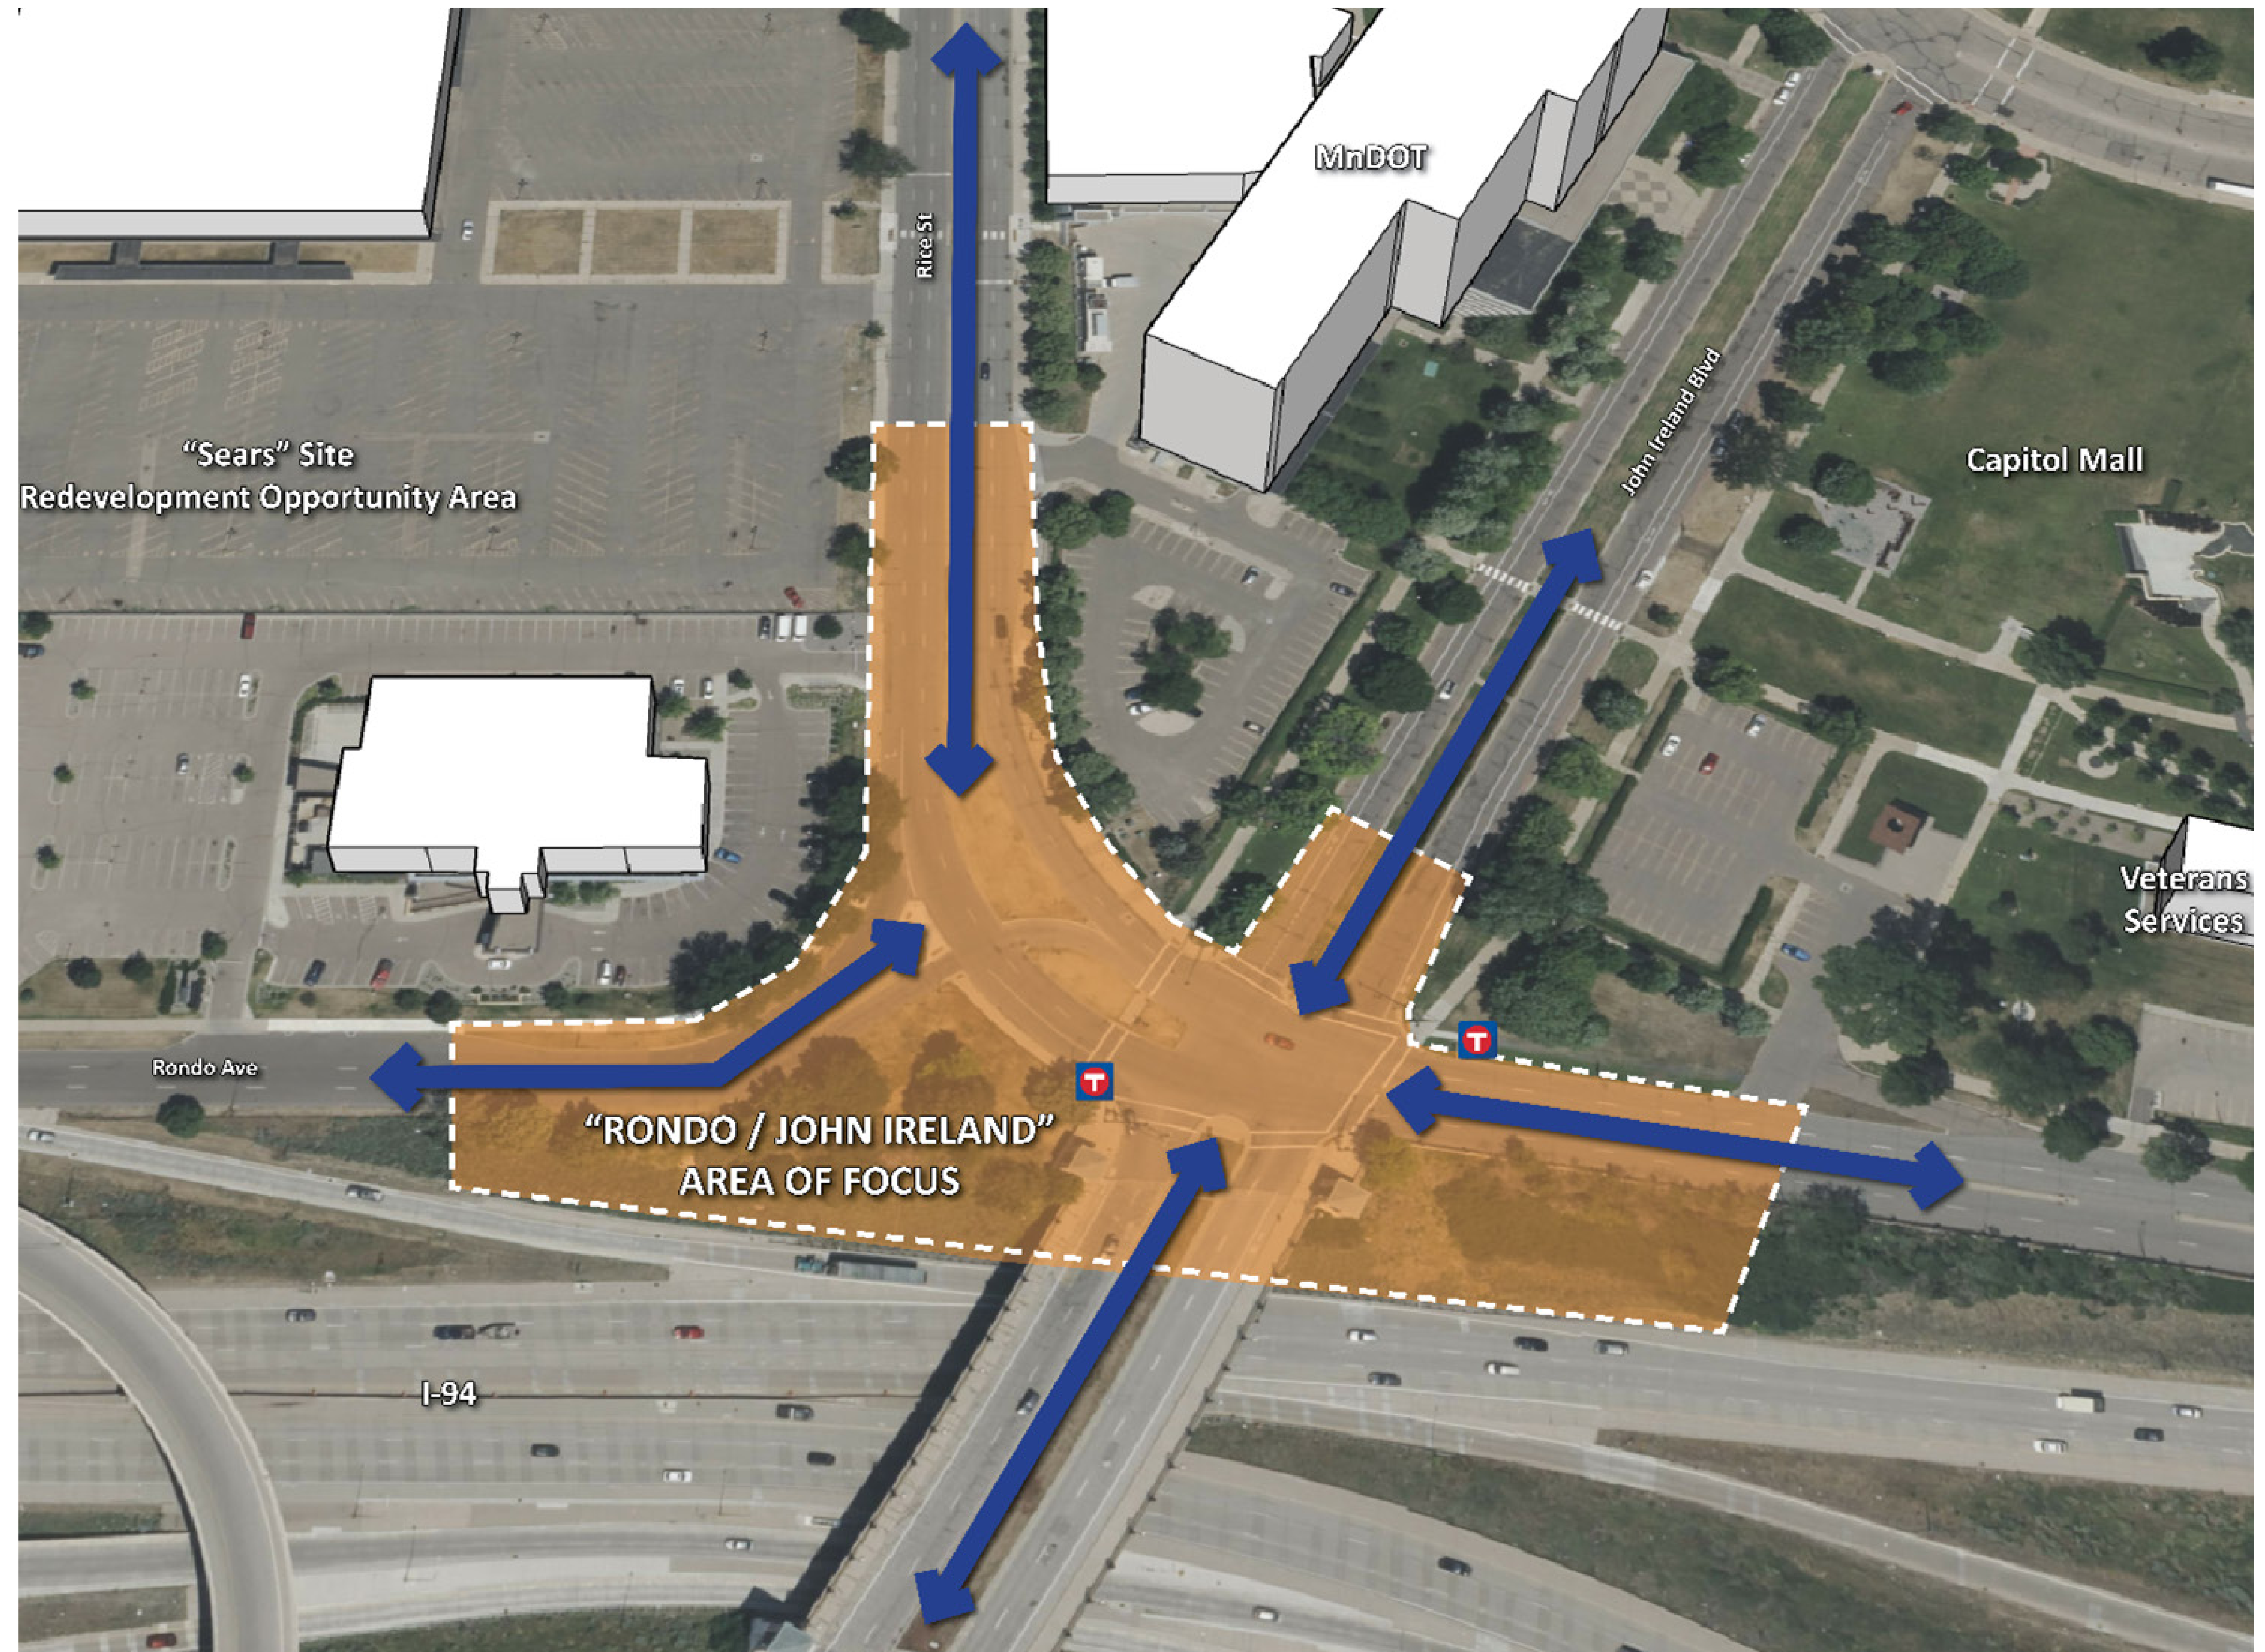 MnDOT
Rice St
John Ireland Blvd
"Sears" Site
Redevelopment Opportunity Area
Capitol Mall
Veterans
Services
Rondo Ave
T
T
"RONDO / JOHN IRELAND"
AREA OF FOCUS
I-94